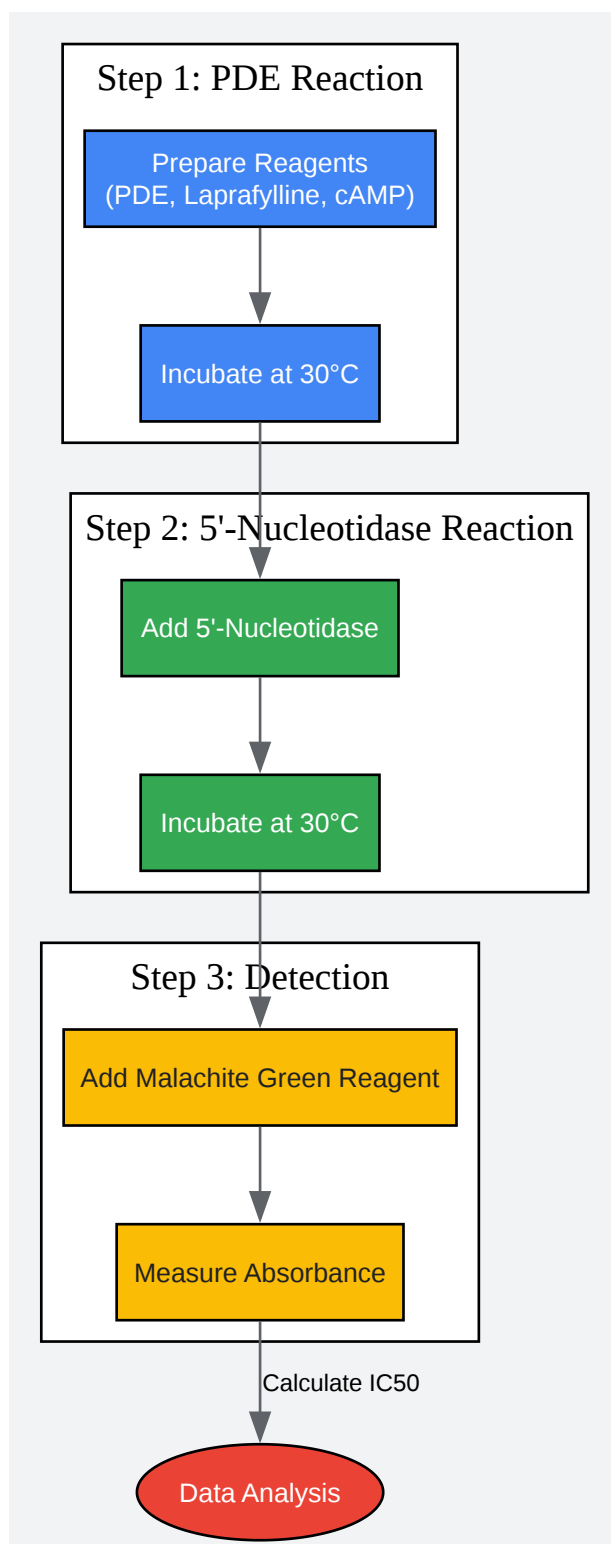 Step 1: PDE Reaction
Prepare Reagents
(PDE, Laprafylline, cAMP)
Incubate at 30°C
Step 2: 5'-Nucleotidase Reaction
Add 5'-Nucleotidase
Incubate at 30°C
Step 3: Detection
Add Malachite Green Reagent
Measure Absorbance
Calculate IC50
Data Analysis